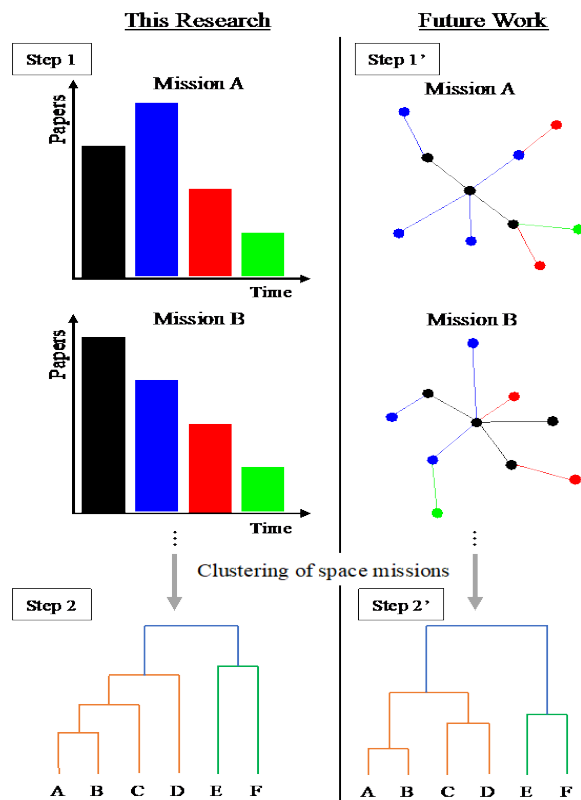 This Research
Future Work
Step 1
Step 1’
Mission A
Mission A
Papers
Time
Mission B
Mission B
Papers
Time
⋮
⋮
Clustering of space missions
Step 2
Step 2’
A B C D E F
A B C D E F